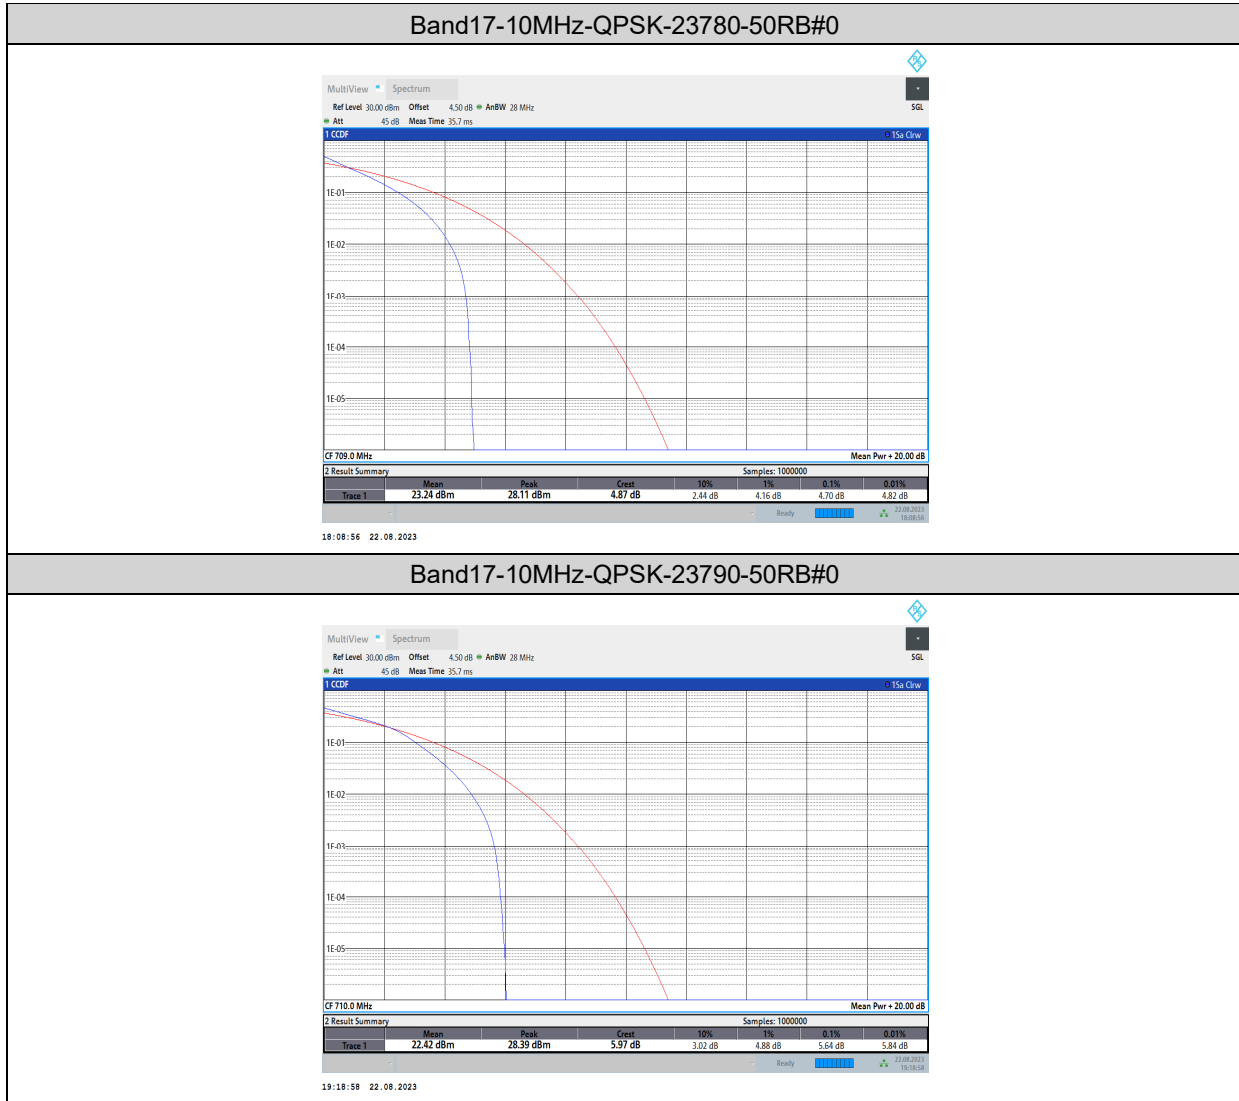 Band17-10MHz-QPSK-23780-50RB#0
MultiView Spectrum
Ref Level 30.00 dBm Offset 4.50 dB AnBW 28 MHz SGL
Att 45 dB Meas Time 35.7 ms
1 CCDF 1Sa Clrw
1E-01
1E-02
1E-03
1E-04
1E-05
CF 709.0 MHz Mean Pwr + 20.00 dB
2 Result Summary Samples: 1000000
Mean Peak Crest 10% 1% 0.1% 0.01%
Trace 1 23.24 dBm 28.11 dBm 4.87 dB 2.44 dB 4.16 dB 4.70 dB 4.82 dB
Ready 22.08.2023
18:08:56
18:08:56 22.08.2023
Band17-10MHz-QPSK-23790-50RB#0
MultiView Spectrum
Ref Level 30.00 dBm Offset 4.50 dB AnBW 28 MHz SGL
Att 45 dB Meas Time 35.7 ms
1 CCDF 1Sa Clrw
1E-01
1E-02
1E-03
1E-04
1E-05
CF 710.0 MHz Mean Pwr + 20.00 dB
2 Result Summary Samples: 1000000
Mean Peak Crest 10% 1% 0.1% 0.01%
Trace 1 22.42 dBm 28.39 dBm 5.97 dB 3.02 dB 4.88 dB 5.64 dB 5.84 dB
Ready 22.08.2023
19:18:58
19:18:58 22.08.2023